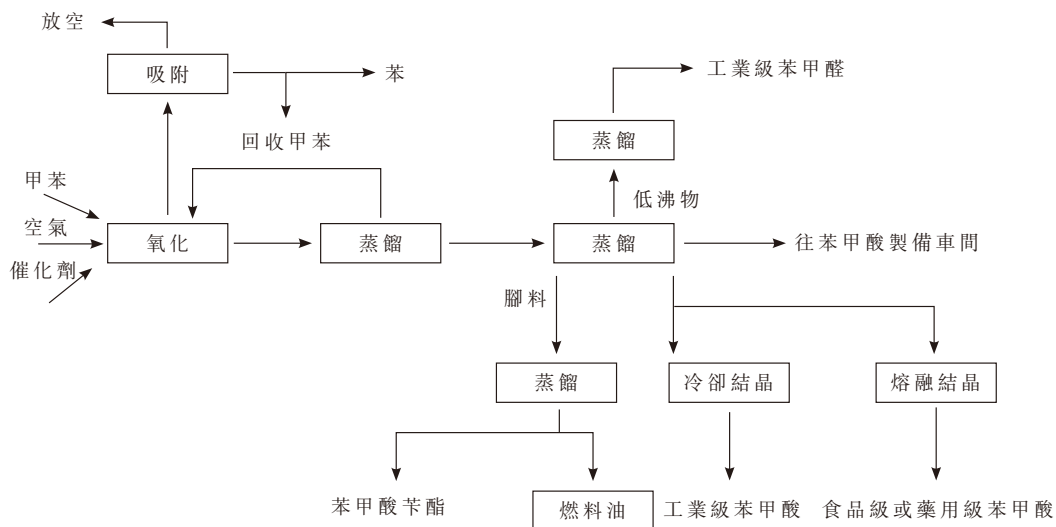 放空
吸附
苯
工業級苯甲醛
回收甲苯
蒸餾
甲苯
低沸物
空氣
氧化
蒸餾
蒸餾
往苯甲酸製備車間
催化劑
腳料
蒸餾
冷卻結晶
熔融結晶
苯甲酸苄酯
燃料油
工業級苯甲酸
食品級或藥用級苯甲酸